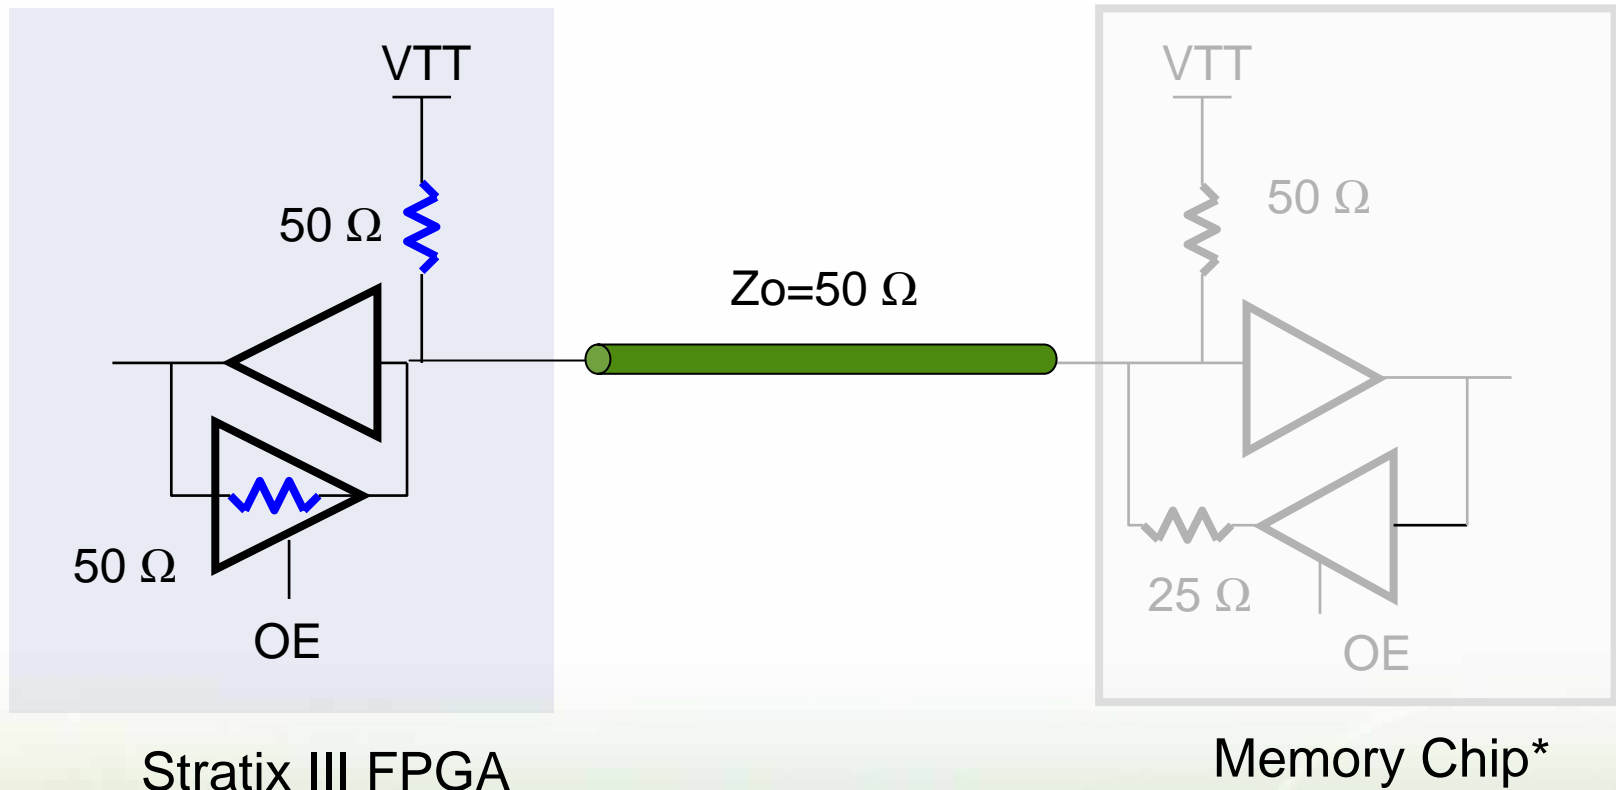 VTT
50 Ω
50 Ω
OE
Stratix III FPGA
Zo=50 Ω
VTT
50 Ω
25 Ω
OE
Memory Chip*